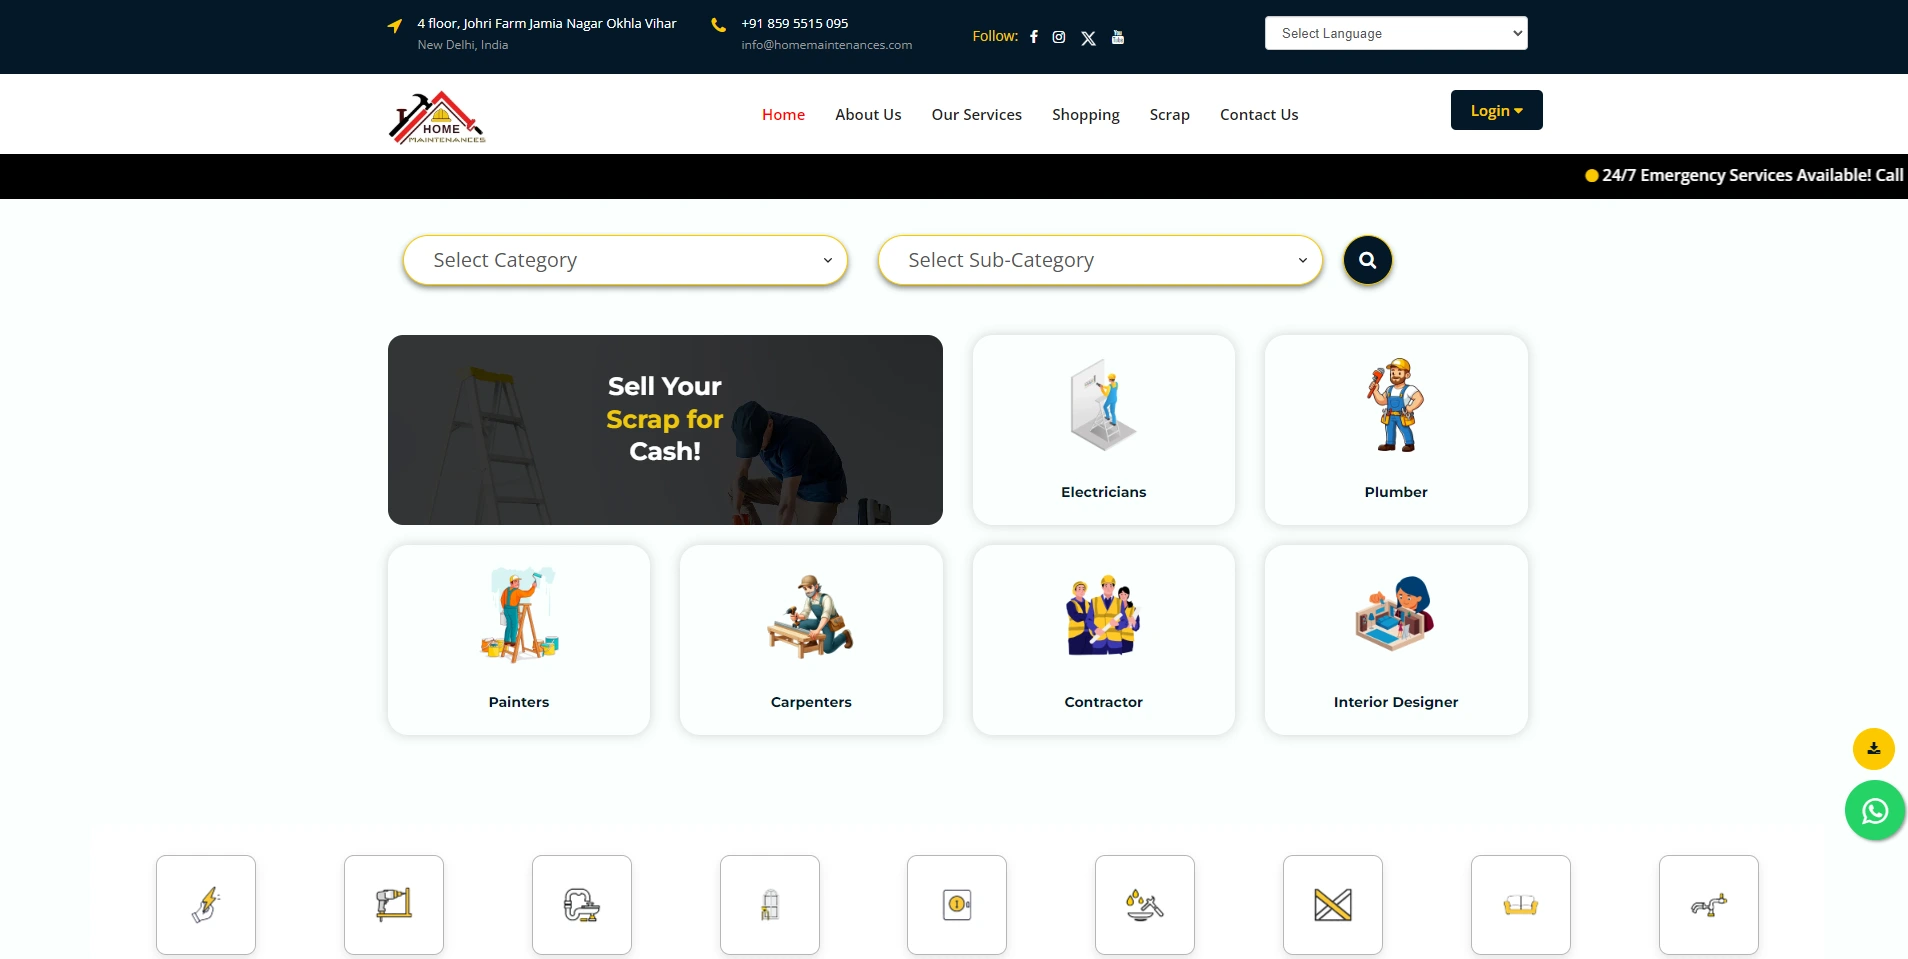 4 floor, Johri Farm Jamia Nagar Okhla Vihar
New Delhi, India
+91 859 5515 095
info@homemaintenances.com
Follow:
Select Language
HOME
MAINTENANCES
Home
About Us
Our Services
Shopping
Scrap
Contact Us
Login
24/7 Emergency Services Available! Call
Select Category
Select Sub-Category
Sell Your
Scrap for
Cash!
Electricians
Plumber
Painters
Carpenters
Contractor
Interior Designer